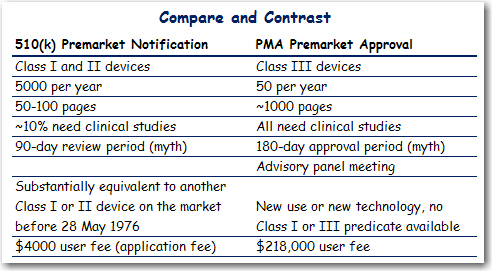 Compare and Contrast
510(k) Premarket Notification PMA Premarket Approval
Class I and II devices Class III devices
5000 per year 50 per year
50-100 pages ~1000 pages
~10% need clinical studies All need clinical studies
90-day review period (myth) 180-day approval period (myth)
Advisory panel meeting
Substantially equivalent to another
Class I or II device on the market New use or new technology, no
before 28 May 1976 Class I or III predicate available
$4000 user fee (application fee) $218,000 user fee